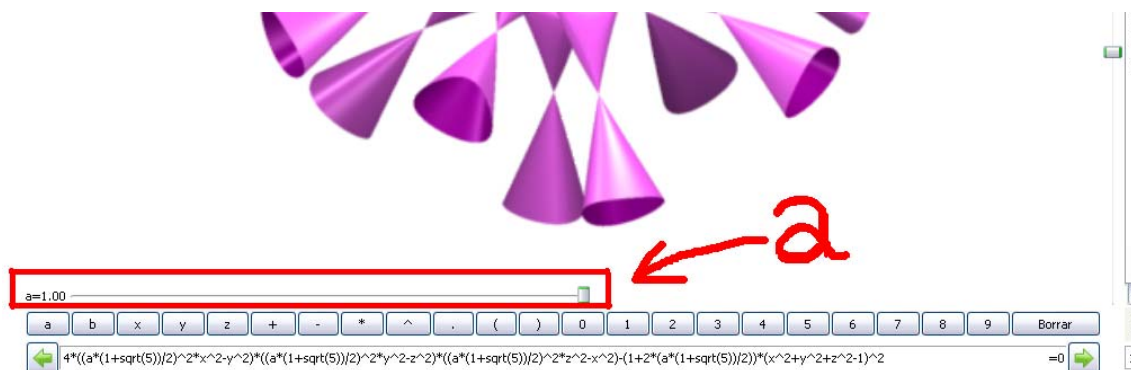 a
a=1.00
a b x y z + - * ^ . ( ) 0 1 2 3 4 5 6 7 8 9 Borrar
4*((a*(1+sqrt(5))/2)^2*x^2-y^2)*((a*(1+sqrt(5))/2)^2*y^2-z^2)*((a*(1+sqrt(5))/2)^2*z^2-x^2)-(1+2*(a*(1+sqrt(5))/2))*(x^2+y^2+z^2-1)^2 =0